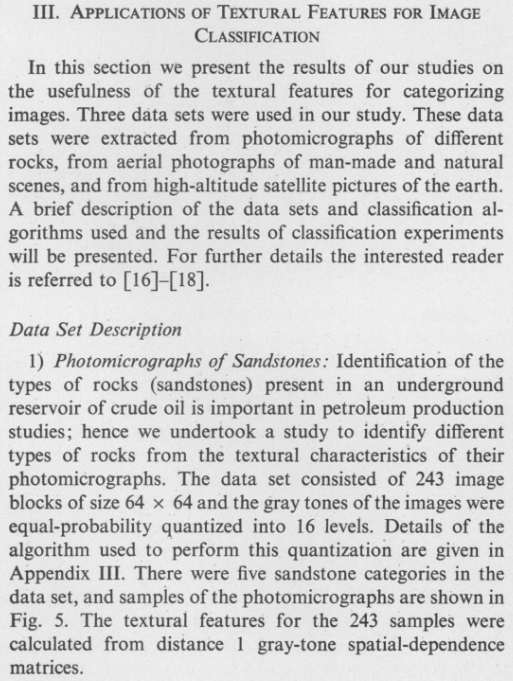 III. APPLICATIONS OF TEXTURAL FEATURES FOR IMAGE
CLASSIFICATION
In this section we present the results of our studies on
the usefulness of the textural features for categorizing
images. Three data sets were used in our study. These data
sets were extracted from photomicrographs of different
rocks, from aerial photographs of man-made and natural
scenes, and from high-altitude satellite pictures of the earth.
A brief description of the data sets and classification al-
gorithms used and the results of classification experiments
will be presented. For further details the interested reader
is referred to [16]–[18].
Data Set Description
1) Photomicrographs of Sandstones: Identification of the
types of rocks (sandstones) present in an underground
reservoir of crude oil is important in petroleum production
studies; hence we undertook a study to identify different
types of rocks from the textural characteristics of their
photomicrographs. The data set consisted of 243 image
blocks of size 64 × 64 and the gray tones of the images were
equal-probability quantized into 16 levels. Details of the
algorithm used to perform this quantization are given in
Appendix III. There were five sandstone categories in the
data set, and samples of the photomicrographs are shown in
Fig. 5. The textural features for the 243 samples were
calculated from distance 1 gray-tone spatial-dependence
matrices.